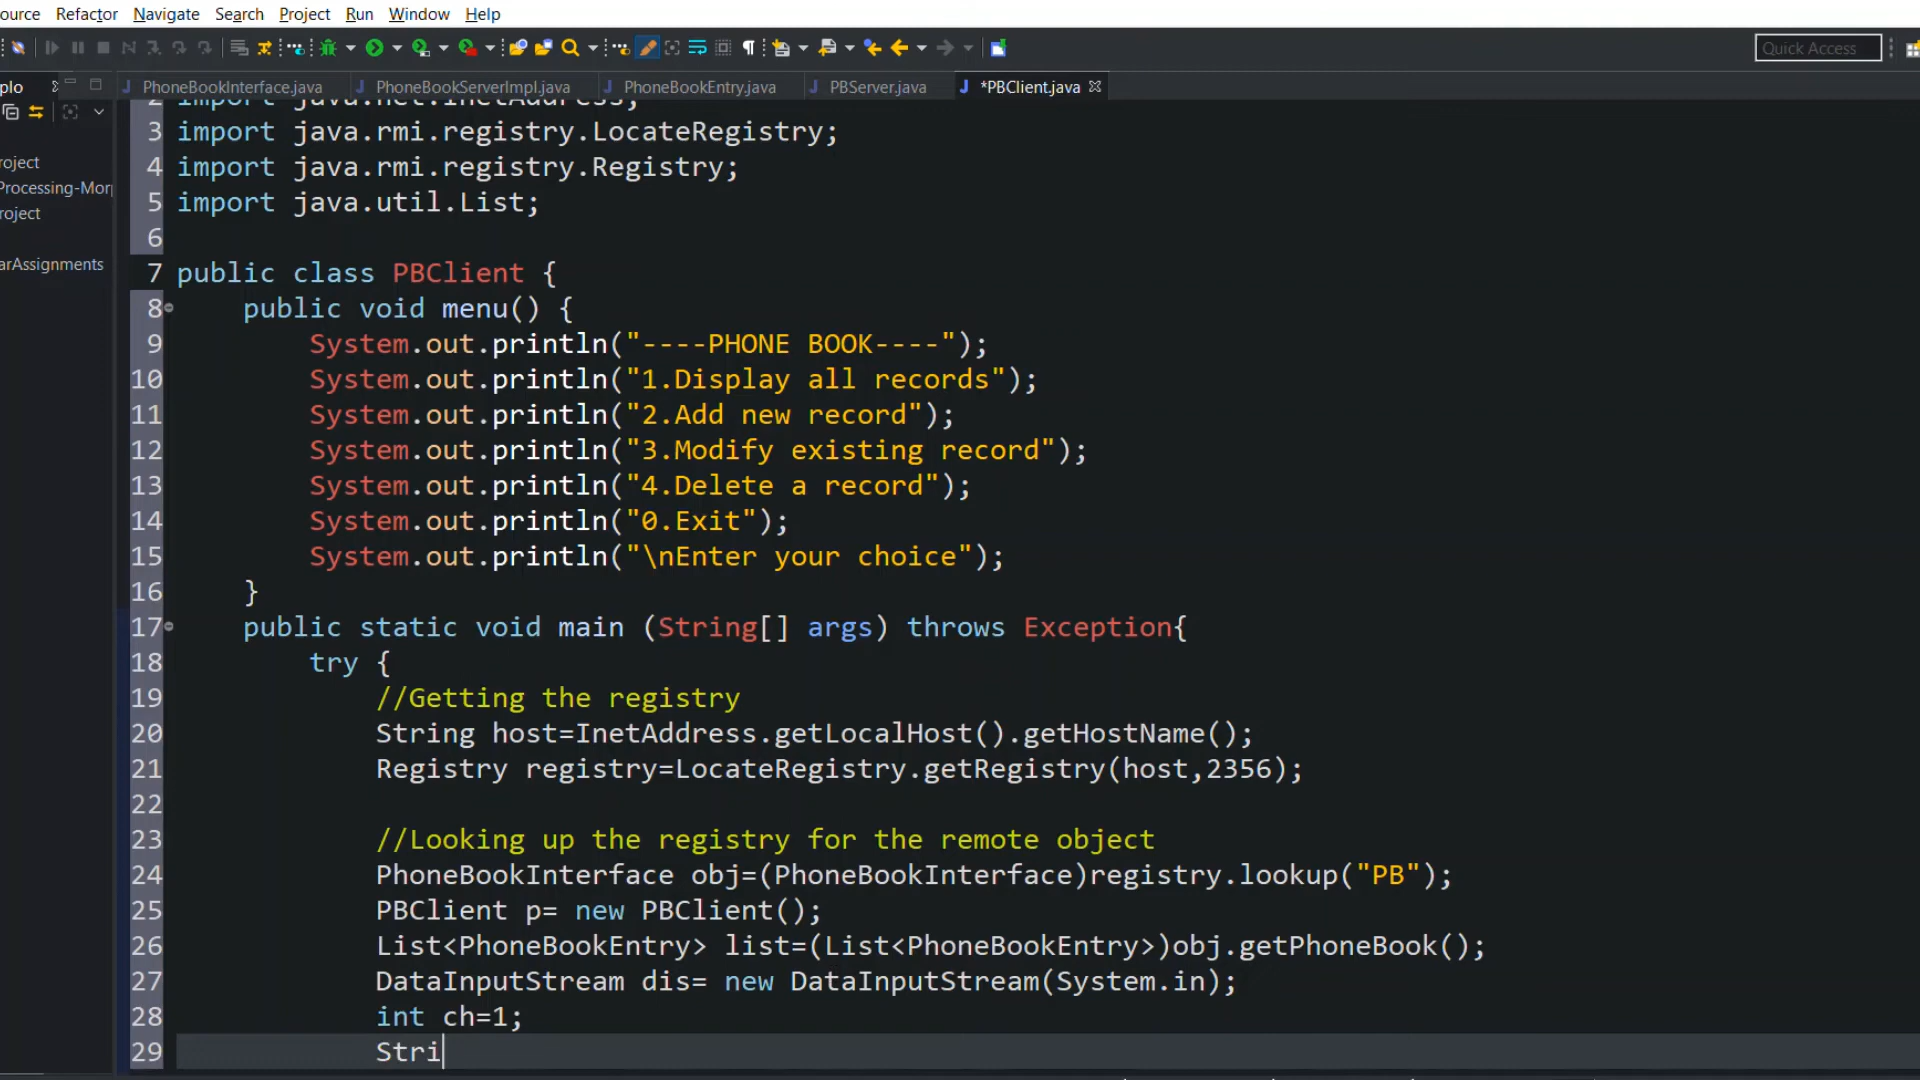 ource Refactor Navigate Search Project Run Window Help
Quick Access
plo PhoneBookInterface.java PhoneBookServerImpl.java PhoneBookEntry.java PBServer.java *PBClient.java
roject
Processing-Mor
roject
arAssignments
2 import java.net.InetAddress;
3 import java.rmi.registry.LocateRegistry;
4 import java.rmi.registry.Registry;
5 import java.util.List;
6
7 public class PBClient {
8 public void menu() {
9 System.out.println("----PHONE BOOK----");
10 System.out.println("1.Display all records");
11 System.out.println("2.Add new record");
12 System.out.println("3.Modify existing record");
13 System.out.println("4.Delete a record");
14 System.out.println("0.Exit");
15 System.out.println("\nEnter your choice");
16 }
17 public static void main (String[] args) throws Exception{
18 try {
19 //Getting the registry
20 String host=InetAddress.getLocalHost().getHostName();
21 Registry registry=LocateRegistry.getRegistry(host,2356);
22
23 //Looking up the registry for the remote object
24 PhoneBookInterface obj=(PhoneBookInterface)registry.lookup("PB");
25 PBClient p= new PBClient();
26 List<PhoneBookEntry> list=(List<PhoneBookEntry>)obj.getPhoneBook();
27 DataInputStream dis= new DataInputStream(System.in);
28 int ch=1;
29 Stri